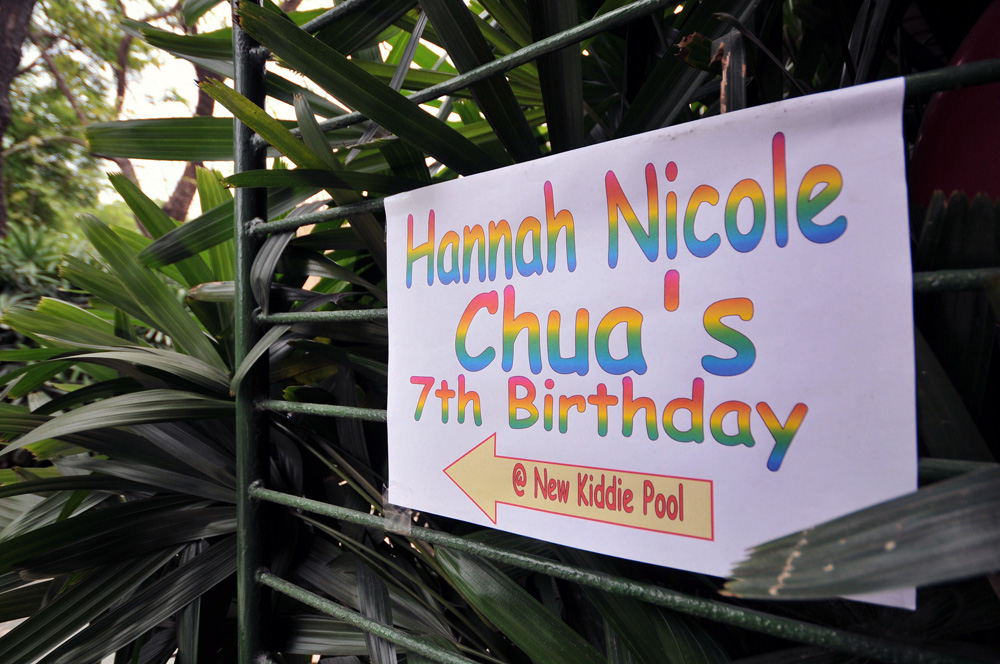 Hannah Nicole
Chua's
7th Birthday
@ New Kiddie Pool